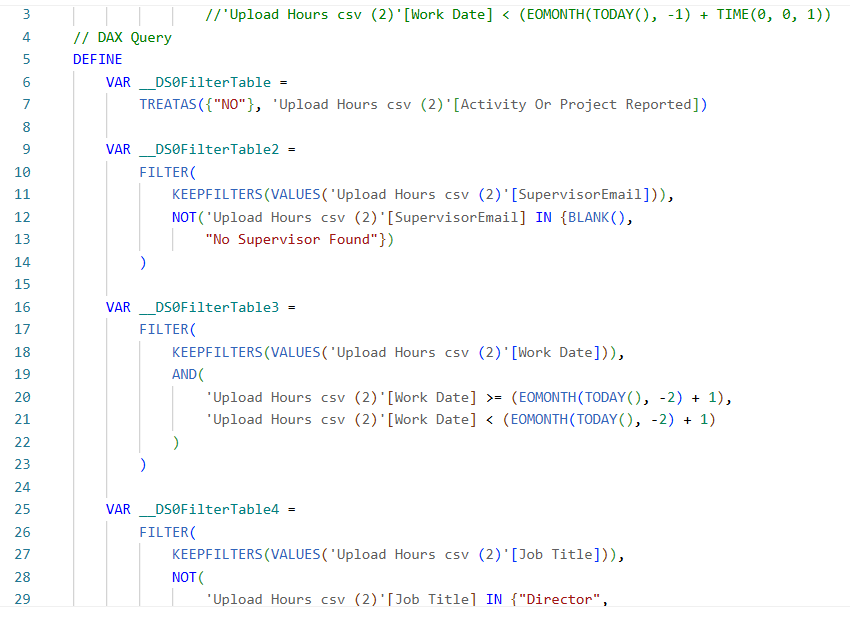 3 //'Upload Hours csv (2)'[Work Date] < (EOMONTH(TODAY(), -1) + TIME(0, 0, 1))
4 // DAX Query
5 DEFINE
6 VAR __DS0FilterTable =
7 TREATAS({"NO"}, 'Upload Hours csv (2)'[Activity Or Project Reported])
8
9 VAR __DS0FilterTable2 =
10 FILTER(
11 KEEPFILTERS(VALUES('Upload Hours csv (2)'[SupervisorEmail])),
12 NOT('Upload Hours csv (2)'[SupervisorEmail] IN {BLANK(),
13 "No Supervisor Found"})
14 )
15
16 VAR __DS0FilterTable3 =
17 FILTER(
18 KEEPFILTERS(VALUES('Upload Hours csv (2)'[Work Date])),
19 AND(
20 'Upload Hours csv (2)'[Work Date] >= (EOMONTH(TODAY(), -2) + 1),
21 'Upload Hours csv (2)'[Work Date] < (EOMONTH(TODAY(), -2) + 1)
22 )
23 )
24
25 VAR __DS0FilterTable4 =
26 FILTER(
27 KEEPFILTERS(VALUES('Upload Hours csv (2)'[Job Title])),
28 NOT(
29 'Upload Hours csv (2)'[Job Title] IN {"Director",